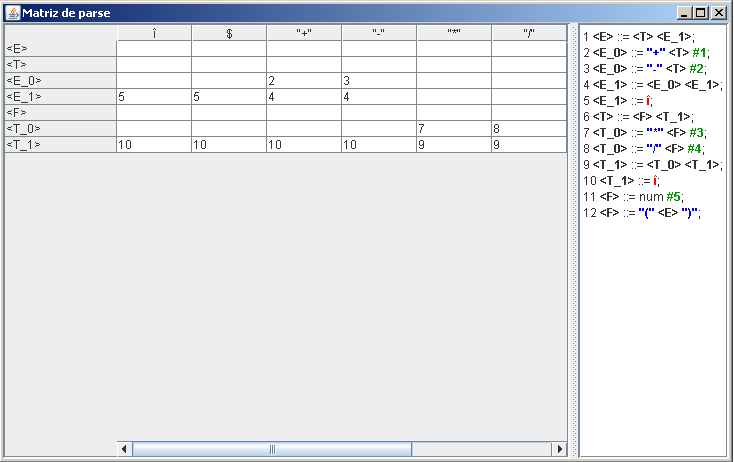 Matriz de parse
î $ "+" "-" "*" "/"
<E>
<T>
<E_0> 2 3
<E_1> 5 5 4 4
<F>
<T_0> 7 8
<T_1> 10 10 10 10 9 9
1 <E> ::= <T> <E_1>;
2 <E_0> ::= "+" <T> #1;
3 <E_0> ::= "-" <T> #2;
4 <E_1> ::= <E_0> <E_1>;
5 <E_1> ::= î;
6 <T> ::= <F> <T_1>;
7 <T_0> ::= "*" <F> #3;
8 <T_0> ::= "/" <F> #4;
9 <T_1> ::= <T_0> <T_1>;
10 <T_1> ::= î;
11 <F> ::= num #5;
12 <F> ::= "(" <E> ")";